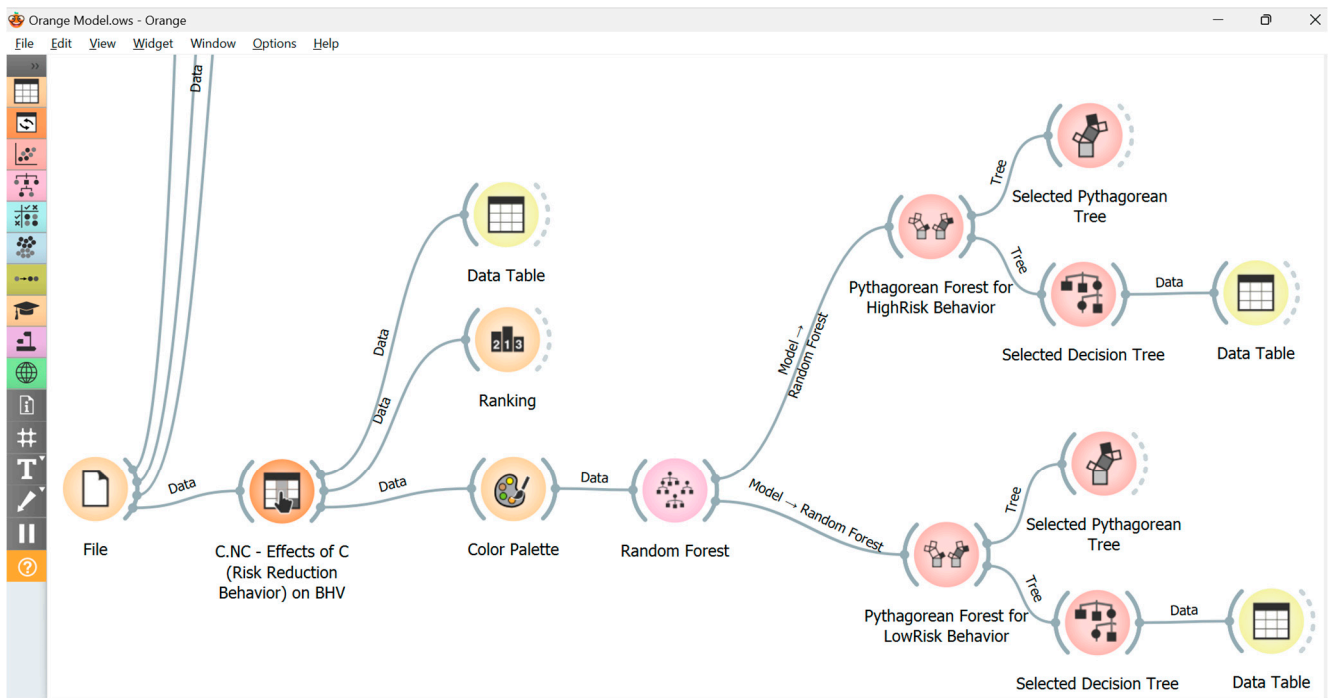 Orange Model.ows - Orange
File Edit View Widget Window Options Help
Data
Tree
Selected Pythagorean
Tree
Data Table
Data
Model →
Random Forest
Pythagorean Forest for
HighRisk Behavior
Tree
Selected Decision Tree
Data
Data Table
Data
213
Ranking
Data
File
Data
C.NC - Effects of C
(Risk Reduction
Behavior) on BHV
Data
Color Palette
Data
Random Forest
Model → Random Forest
Pythagorean Forest for
LowRisk Behavior
Tree
Selected Pythagorean
Tree
Tree
Selected Decision Tree
Data
Data Table